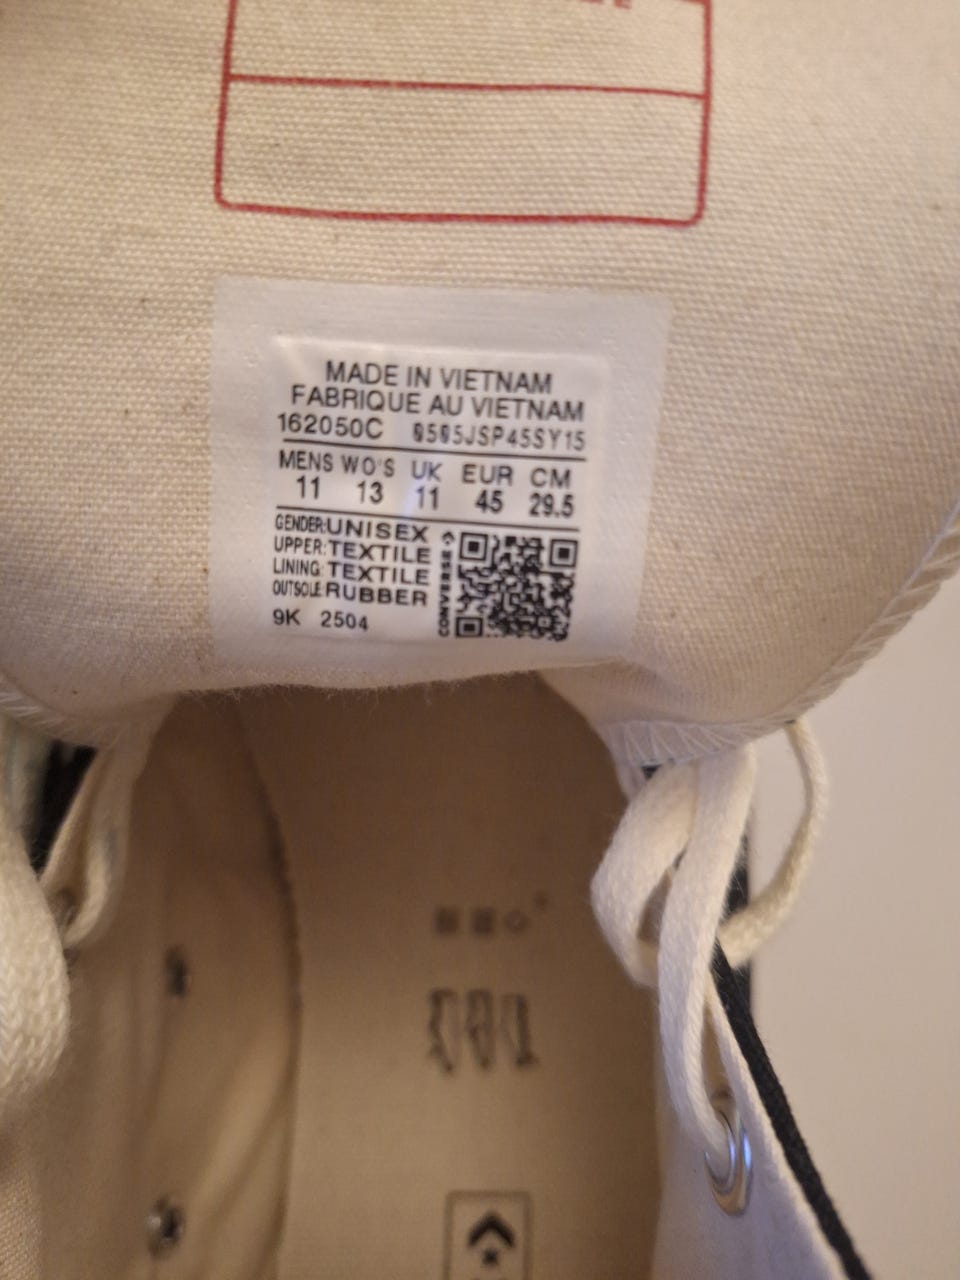 MADE IN VIETNAM
FABRIQUE AU VIETNAM
162050C 0505JSP45SY15
MENS WO'S UK EUR CM
11 13 11 45 29.5
GENDER:UNISEX
UPPER:TEXTILE
LINING:TEXTILE
OUTSOLE:RUBBER
9K 2504
CONVERSE